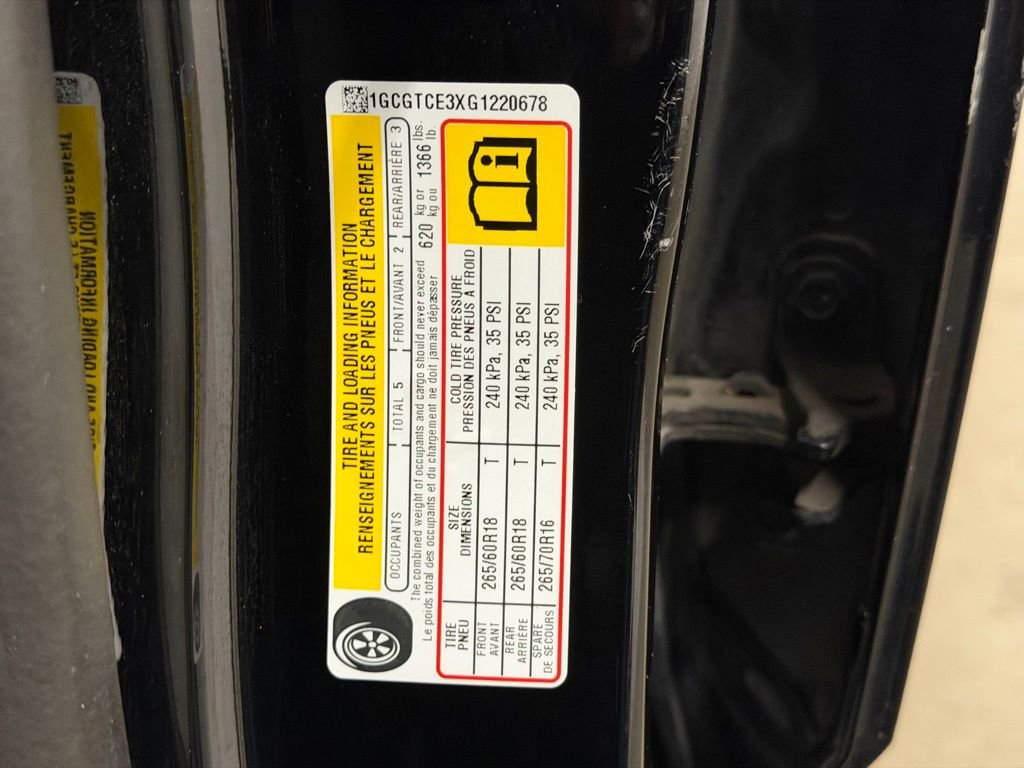 1GCGTCE3XG1220678
TIRE AND LOADING INFORMATION
RENSEIGNEMENTS SUR LES PNEUS ET LE CHARGEMENT
OCCUPANTS TOTAL 5 FRONT/AVANT 2 REAR/ARRIÈRE 3
The combined weight of occupants and cargo should never exceed 620 kg or 1366 lbs.
Le poids total des occupants et du chargement ne doit jamais dépasser kg ou lb.
TIRE SIZE COLD TIRE PRESSURE
PNEU DIMENSIONS PRESSION DES PNEUS À FROID
FRONT
AVANT 265/60R18 T 240 kPa, 35 PSI
REAR
ARRIÈRE 265/60R18 T 240 kPa, 35 PSI
SPARE
DE SECOURS 265/70R16 T 240 kPa, 35 PSI